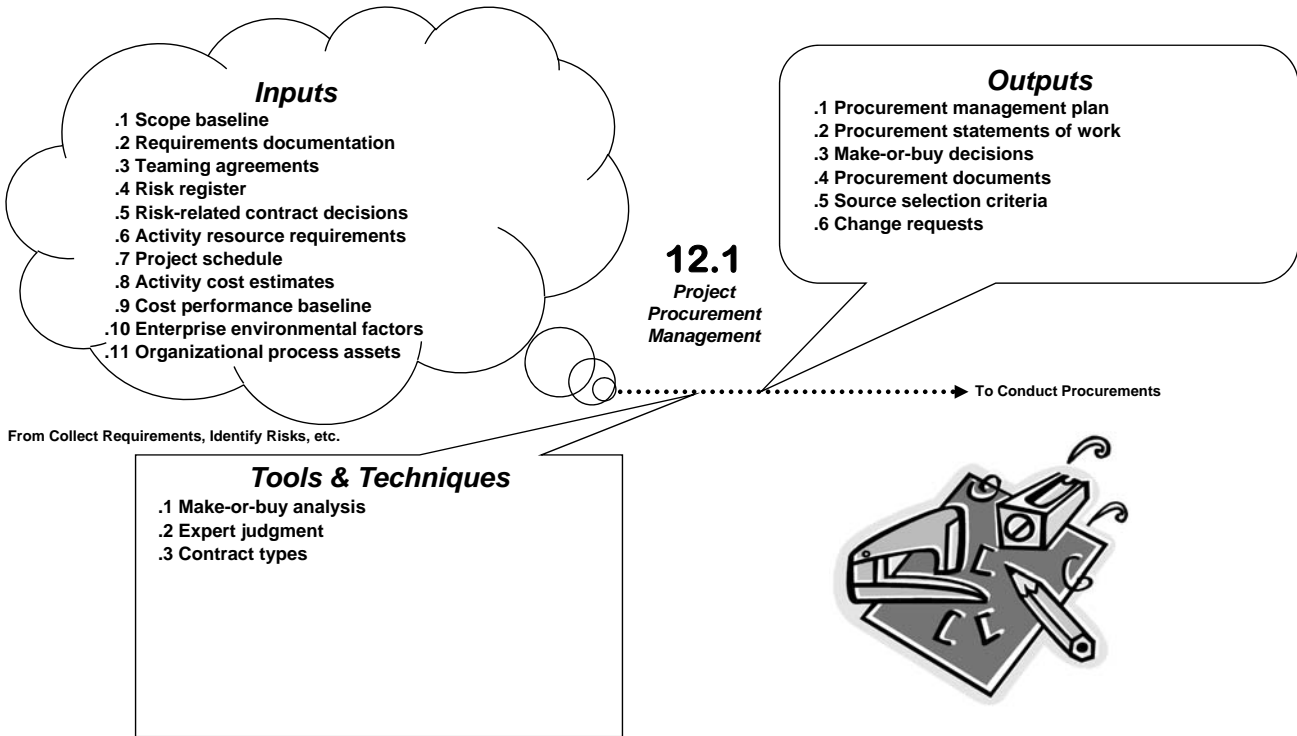 Inputs
.1 Scope baseline
.2 Requirements documentation
.3 Teaming agreements
.4 Risk register
.5 Risk-related contract decisions
.6 Activity resource requirements
.7 Project schedule
.8 Activity cost estimates
.9 Cost performance baseline
.10 Enterprise environmental factors
.11 Organizational process assets
From Collect Requirements, Identify Risks, etc.
12.1
Project
Procurement
Management
Outputs
.1 Procurement management plan
.2 Procurement statements of work
.3 Make-or-buy decisions
.4 Procurement documents
.5 Source selection criteria
.6 Change requests
To Conduct Procurements
Tools & Techniques
.1 Make-or-buy analysis
.2 Expert judgment
.3 Contract types